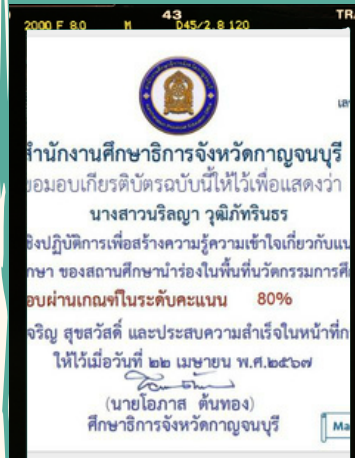 43
TR
2000 F 8.0 M D45/2.8 120
สำนักงานศึกษาธิการจังหวัดกาญจนบุรี
ขอมอบเกียรติบัตรฉบับนี้ให้ไว้เพื่อแสดงว่า
นางสาวนริลญา วุฒิภัทรินธร
ชิงปฏิบัติการเพื่อสร้างความรู้ความเข้าใจเกี่ยวกับแน
กษา ของสถานศึกษานำร่องในพื้นที่นวัตกรรมการศึ
อบผ่านเกณฑ์ในระดับคะแนน 80%
จริญ สุขสวัสดิ์ และประสบความสำเร็จในหน้าที่ก
ให้ไว้เมื่อวันที่ ๒๒ เมษายน พ.ศ.๒๕๖๗
(นายโอภาส ต้นทอง)
ศึกษาธิการจังหวัดกาญจนบุรี
Ma